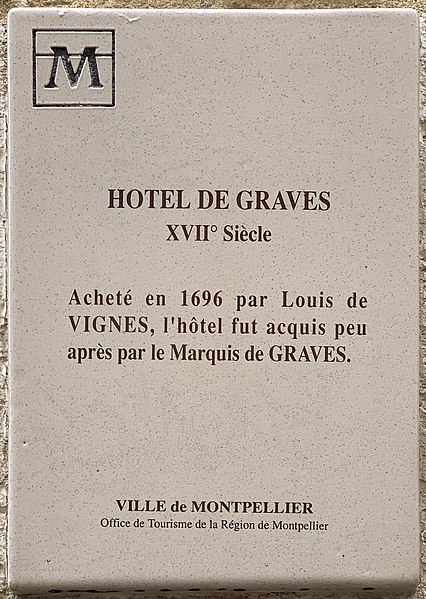 M
HOTEL DE GRAVES
XVII° Siècle
Acheté en 1696 par Louis de
VIGNES, l'hôtel fut acquis peu
après par le Marquis de GRAVES.
VILLE de MONTPELLIER
Office de Tourisme de la Région de Montpellier